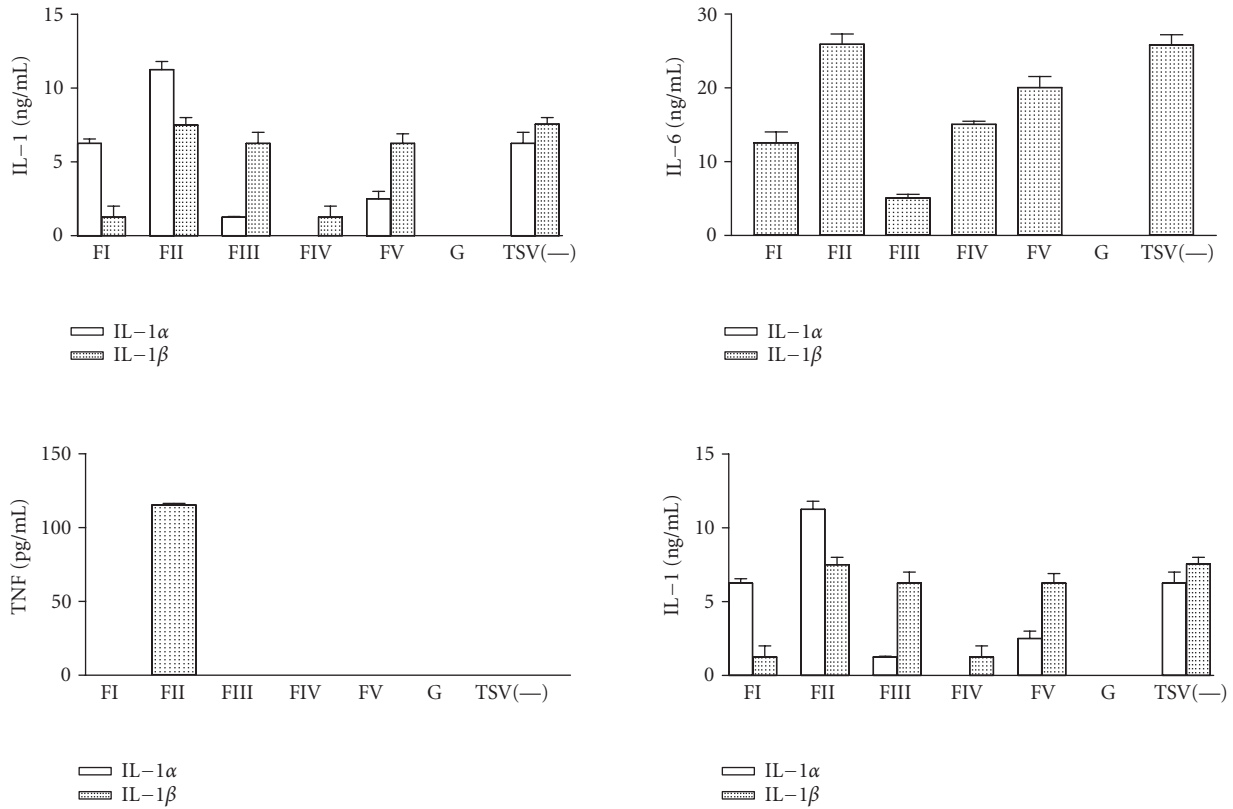 IL−1 (ng/mL)
15
10
5
0
FI FII FIII FIV FV G TSV(—)
IL−1α
IL−1β
IL−6 (ng/mL)
30
20
10
0
FI FII FIII FIV FV G TSV(—)
IL−1α
IL−1β
TNF (pg/mL)
150
100
50
0
FI FII FIII FIV FV G TSV(—)
IL−1α
IL−1β
IL−1 (ng/mL)
15
10
5
0
FI FII FIII FIV FV G TSV(—)
IL−1α
IL−1β